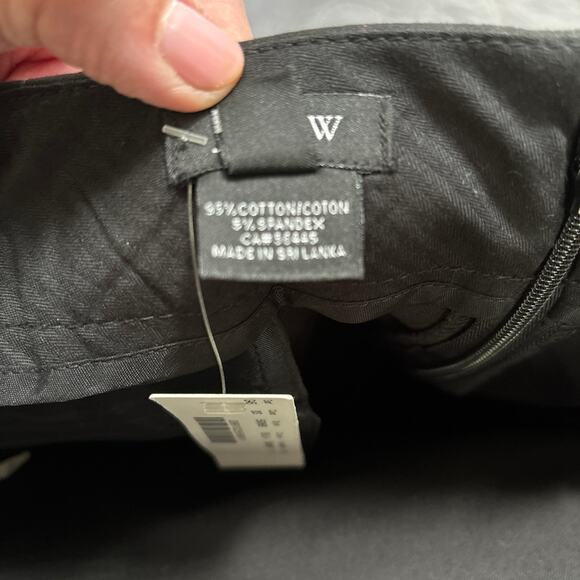 W
95% COTTON/COTON
5% SPANDEX
CA# 36445
MADE IN SRI LANKA